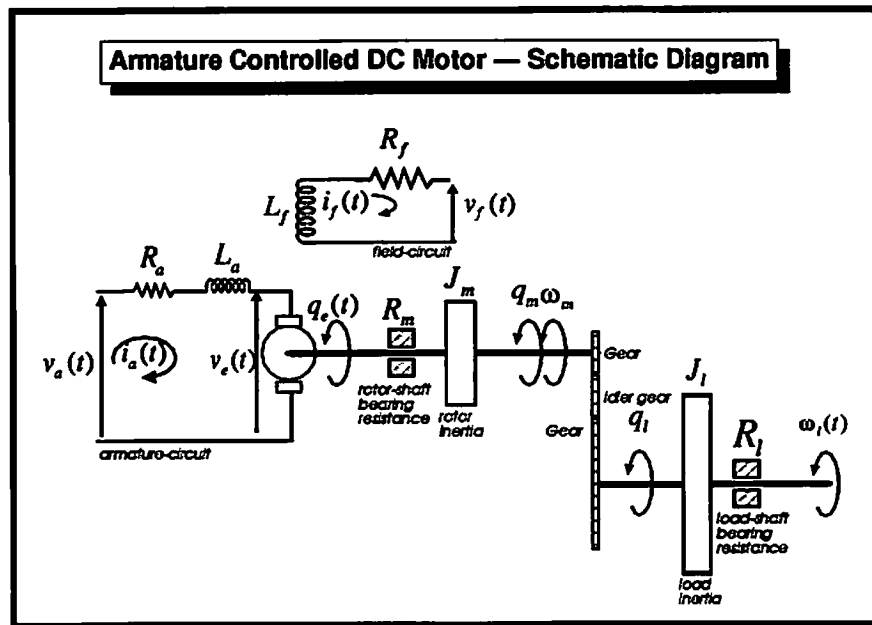 Armature Controlled DC Motor — Schematic Diagram
R_f
L_f
i_f(t)
v_f(t)
field-circuit
R_a
L_a
v_a(t)
i_a(t)
v_e(t)
armature-circuit
q_e(t)
R_m
rotor-shaft
bearing
resistance
J_m
rotor
inertia
q_m ω_m
Gear
Idler gear
Gear
q_l
J_l
load
inertia
R_l
load-shaft
bearing
resistance
ω_l(t)